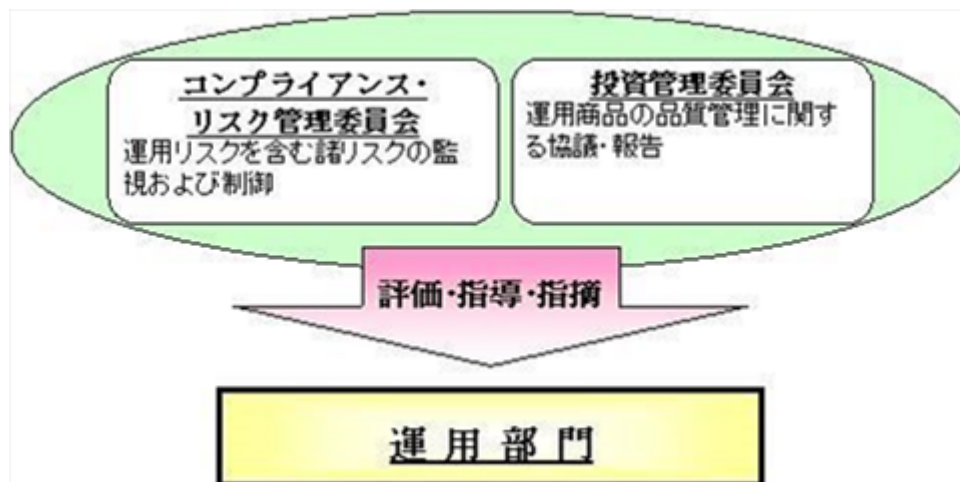 コンプライアンス・
リスク管理委員会
運用リスクを含む諸リスクの監
視および制御
投資管理委員会
運用商品の品質管理に関す
る協議・報告
評価・指導・指摘
運用部門